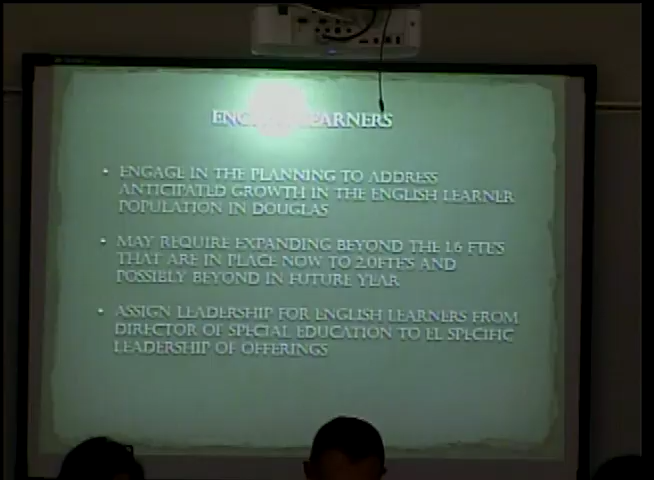 ENGLISH LEARNERS
• ENGAGE IN THE PLANNING TO ADDRESS
ANTICIPATED GROWTH IN THE ENGLISH LEARNER
POPULATION IN DOUGLAS
• MAY REQUIRE EXPANDING BEYOND THE 1.6 FTE'S
THAT ARE IN PLACE NOW TO 2.0FTE'S AND
POSSIBLY BEYOND IN FUTURE YEAR
• ASSIGN LEADERSHIP FOR ENGLISH LEARNERS FROM
DIRECTOR OF SPECIAL EDUCATION TO EL SPECIFIC
LEADERSHIP OF OFFERINGS